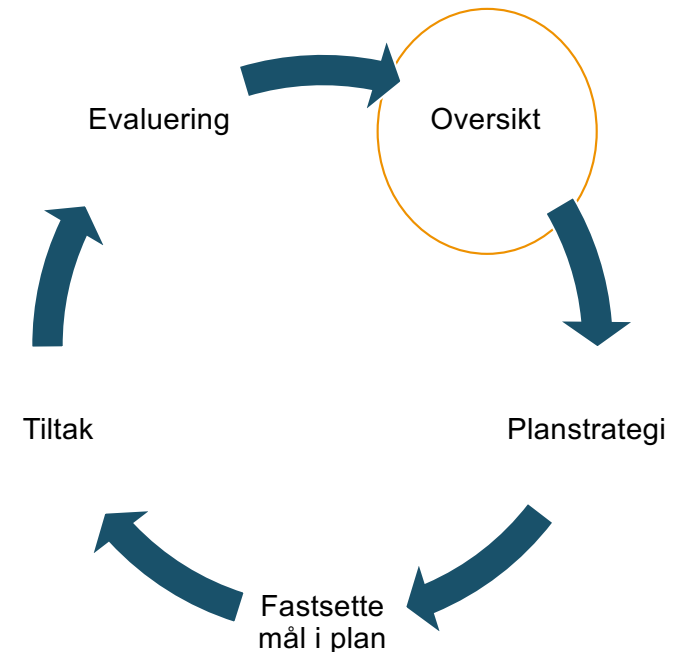 Evaluering
Oversikt
Tiltak
Planstrategi
Fastsette
mål i plan